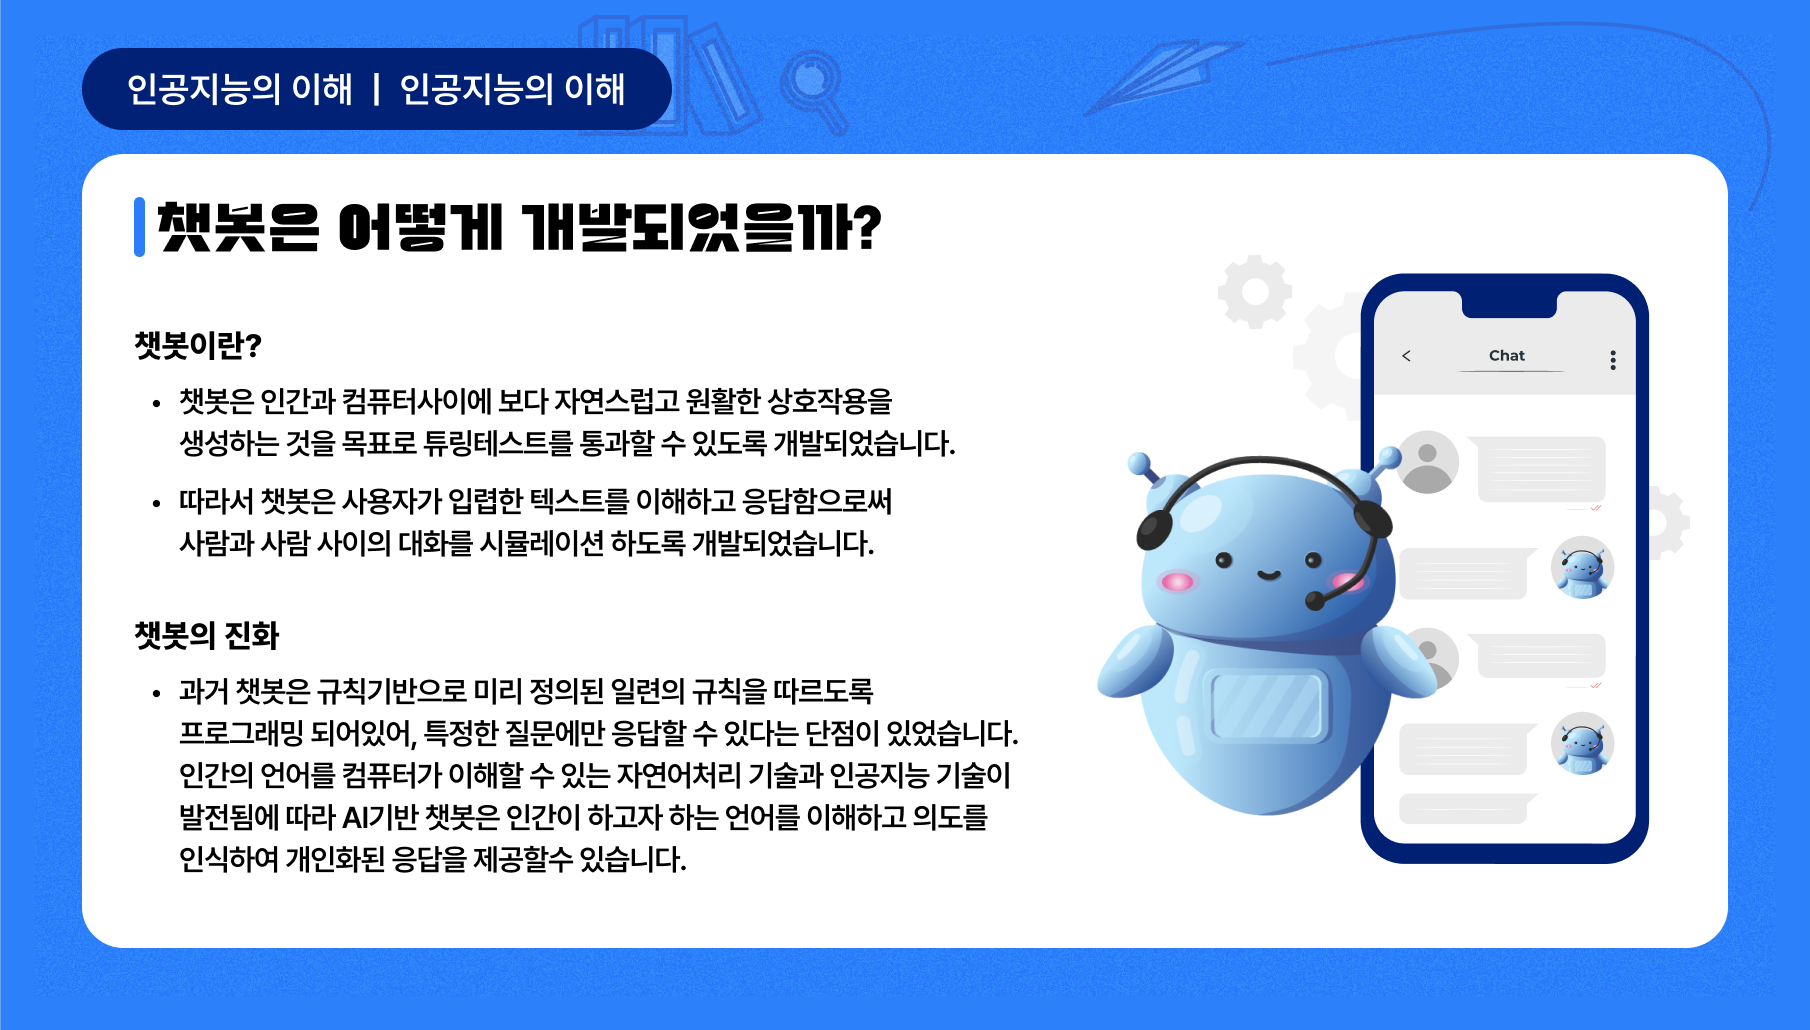 인공지능의 이해 | 인공지능의 이해
챗봇은 어떻게 개발되었을까?
챗봇이란?
• 챗봇은 인간과 컴퓨터사이에 보다 자연스럽고 원활한 상호작용을
생성하는 것을 목표로 튜링테스트를 통과할 수 있도록 개발되었습니다.
• 따라서 챗봇은 사용자가 입렵한 텍스트를 이해하고 응답함으로써
사람과 사람 사이의 대화를 시뮬레이션 하도록 개발되었습니다.
챗봇의 진화
• 과거 챗봇은 규칙기반으로 미리 정의된 일련의 규칙을 따르도록
프로그래밍 되어있어, 특정한 질문에만 응답할 수 있다는 단점이 있었습니다.
인간의 언어를 컴퓨터가 이해할 수 있는 자연어처리 기술과 인공지능 기술이
발전됨에 따라 AI기반 챗봇은 인간이 하고자 하는 언어를 이해하고 의도를
인식하여 개인화된 응답을 제공할수 있습니다.
Chat